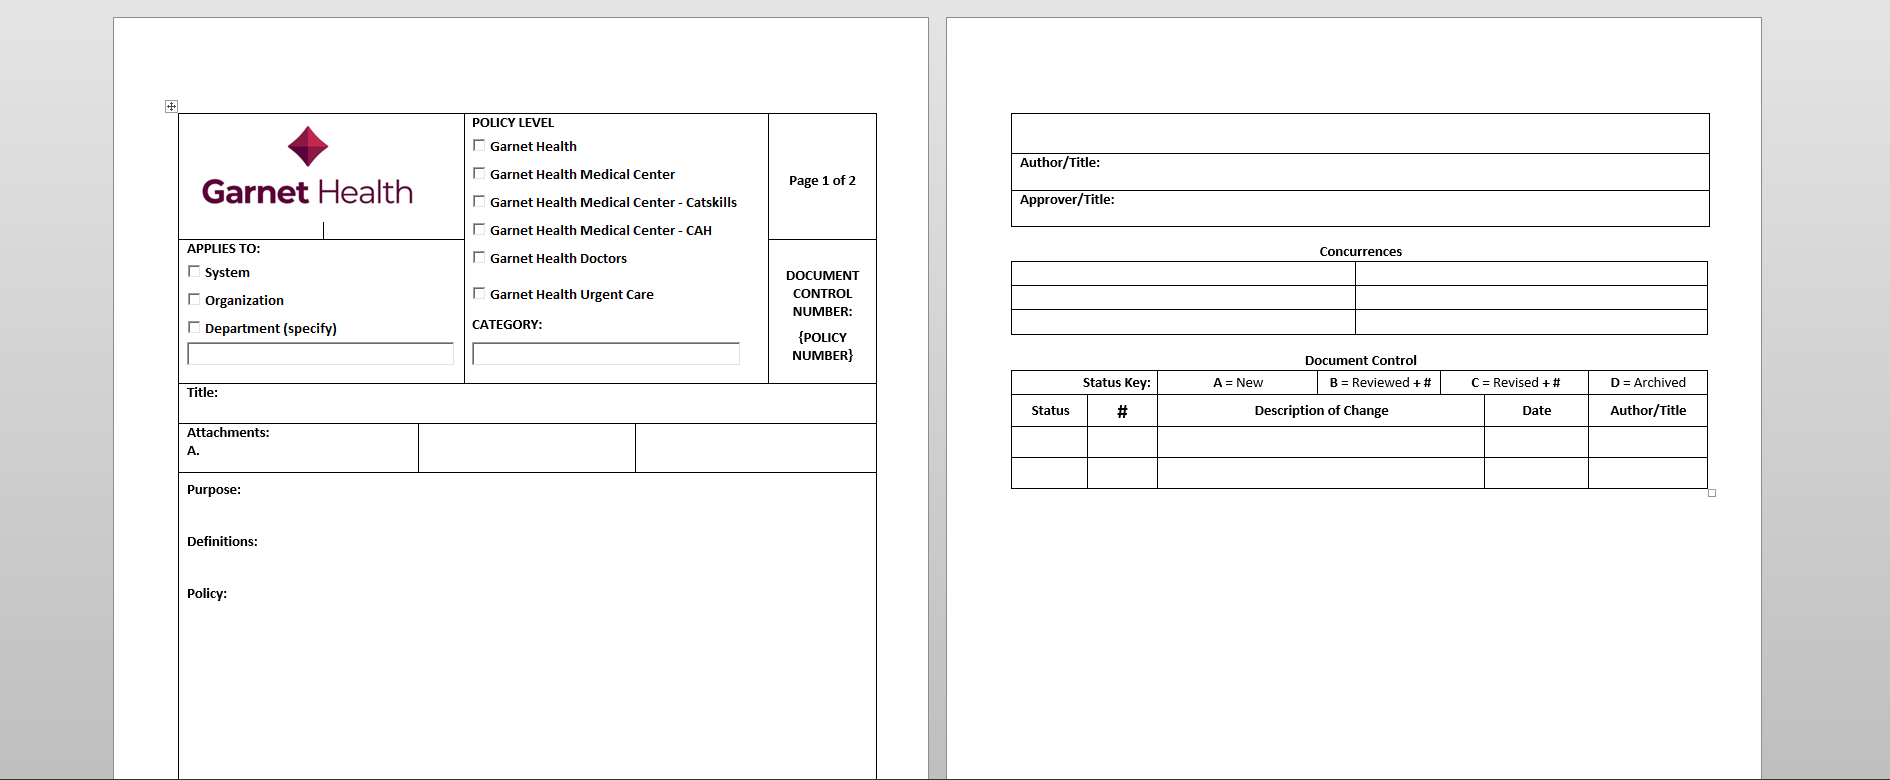 Garnet Health
POLICY LEVEL
Garnet Health
Garnet Health Medical Center
Garnet Health Medical Center - Catskills
Garnet Health Medical Center - CAH
Garnet Health Doctors
Garnet Health Urgent Care
CATEGORY:
Page 1 of 2
APPLIES TO:
System
Organization
Department (specify)
DOCUMENT
CONTROL
NUMBER:
{POLICY
NUMBER}
Title:
Attachments:
A.
Purpose:
Definitions:
Policy:
Author/Title:
Approver/Title:
Concurrences
Document Control
Status Key: A = New B = Reviewed + # C = Revised + # D = Archived
Status # Description of Change Date Author/Title